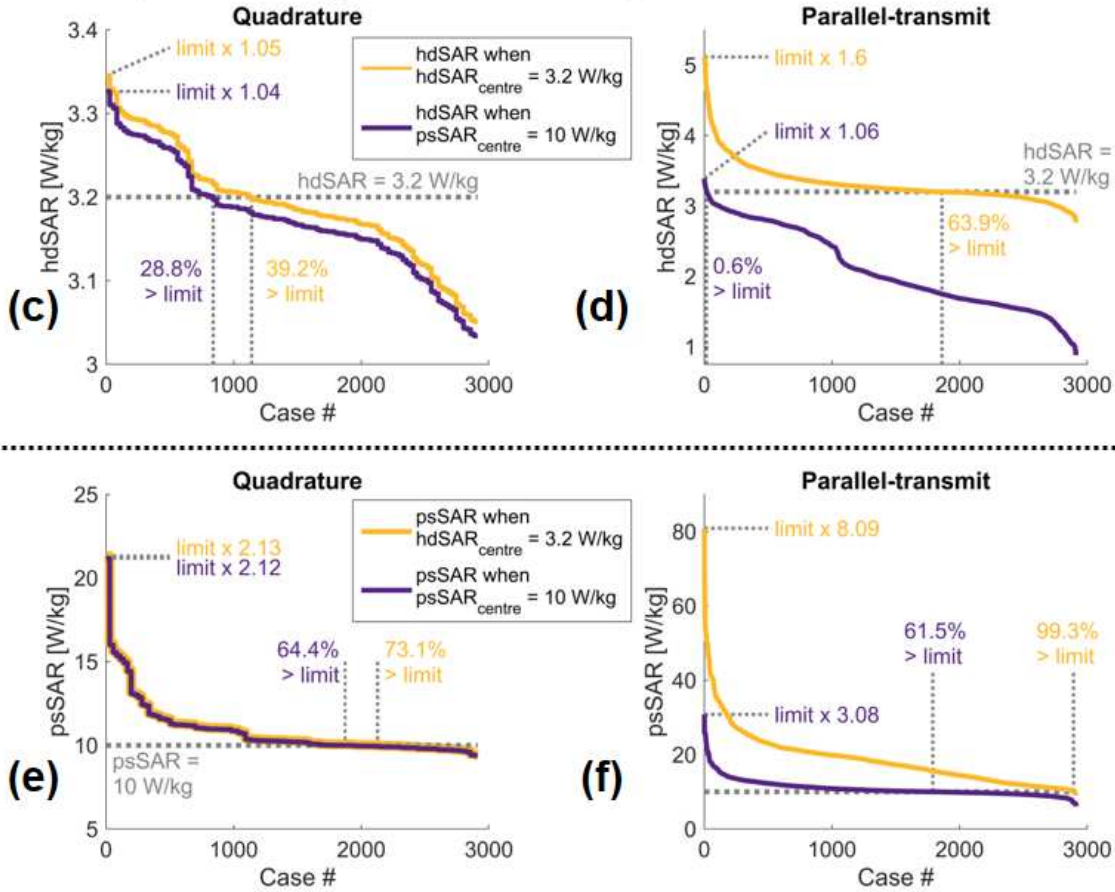 Quadrature
3.4
3.3
3.2
3.1
3
hdSAR [W/kg]
limit x 1.05
limit x 1.04
hdSAR when
hdSARcentre = 3.2 W/kg
hdSAR when
psSARcentre = 10 W/kg
hdSAR = 3.2 W/kg
28.8%
> limit
39.2%
> limit
(c)
0
1000
2000
3000
Case #
Parallel-transmit
5
4
3
2
1
hdSAR [W/kg]
limit x 1.6
limit x 1.06
hdSAR =
3.2 W/kg
63.9%
> limit
0.6%
> limit
(d)
0
1000
2000
3000
Case #
Quadrature
25
20
15
10
5
psSAR [W/kg]
limit x 2.13
limit x 2.12
psSAR when
hdSARcentre = 3.2 W/kg
psSAR when
psSARcentre = 10 W/kg
64.4%
> limit
73.1%
> limit
psSAR =
10 W/kg
(e)
0
1000
2000
3000
Case #
Parallel-transmit
80
60
40
20
0
psSAR [W/kg]
limit x 8.09
61.5%
> limit
99.3%
> limit
limit x 3.08
(f)
0
1000
2000
3000
Case #